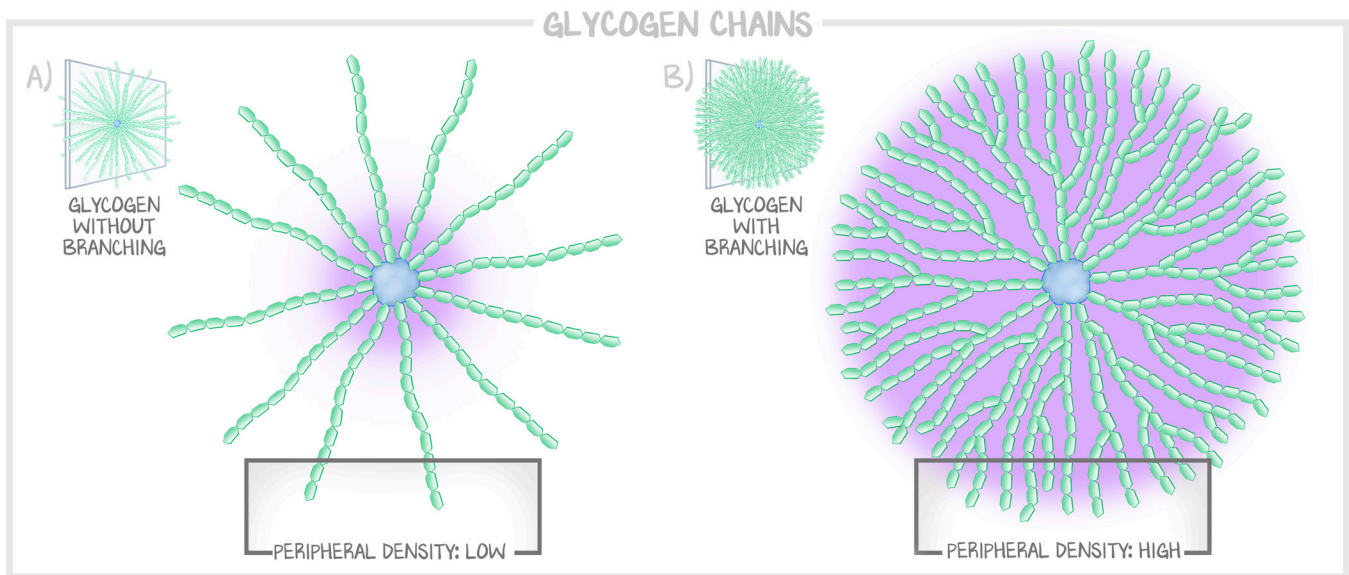 GLYCOGEN CHAINS
A)
GLYCOGEN
WITHOUT
BRANCHING
PERIPHERAL DENSITY: LOW
B)
GLYCOGEN
WITH
BRANCHING
PERIPHERAL DENSITY: HIGH